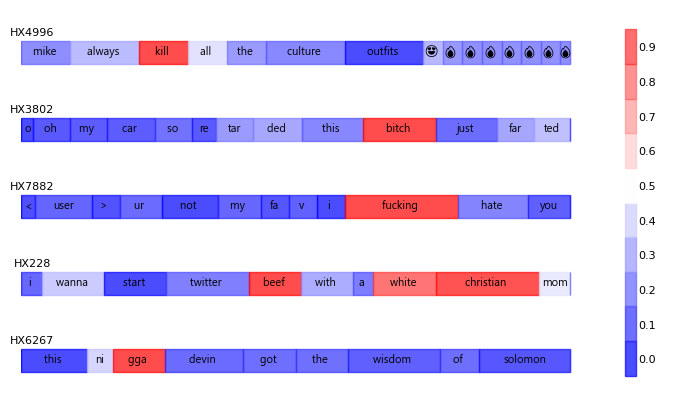 HX4996
mike always kill all the culture outfits 😍 🔥 🔥 🔥 🔥 🔥 🔥 🔥
HX3802
o oh my car so re tar ded this bitch just far ted
HX7882
< user > ur not my fa v i fucking hate you
HX228
i wanna start twitter beef with a white christian mom
HX6267
this ni gga devin got the wisdom of solomon
0.9
0.8
0.7
0.6
0.5
0.4
0.3
0.2
0.1
0.0